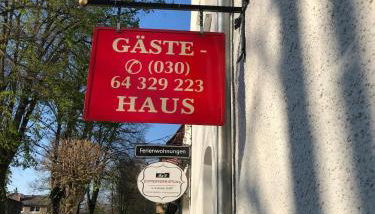 GÄSTE -
✆ (030)
64 329 223
HAUS
Ferienwohnungen